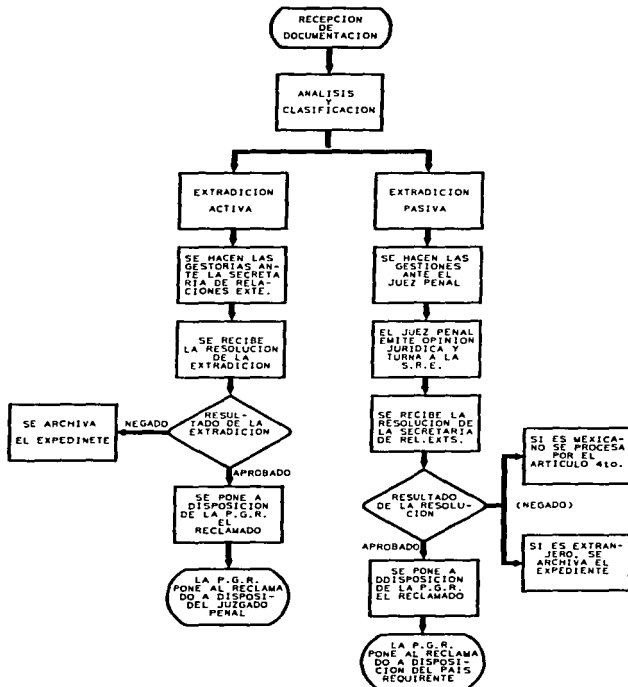 RECEPCION
DE
DOCUMENTACION
ANALISIS
Y
CLASIFICACION
EXTRADICION
ACTIVA
EXTRADICION
PASIVA
SE HACEN LAS
GESTORIAS AN-
TE LA SECRETA
RIA DE RELA-
CIONES EXTE.
SE HACEN LAS
GESTIONES
ANTE EL
JUEZ PENAL
SE RECIBE
LA RESOLUCION
DE LA
EXTRADICION
EL JUEZ PENAL
EMITE OPINION
JURIDICA Y
TURNA A LA
S.R.E.
SE ARCHIVA
EL EXPEDINETE
NEGADO
RESUL-
TADO DE LA
EXTRADICION
SE RECIBE LA
RESOLUCION DE
LA SECRETARIA
DE REL.EXTS.
SI ES MEXICA-
NO SE PROCESA
POR EL
ARTICULO 4to.
APROBADO
RESULTADO
DE LA RESOLU-
CION
(NEGADO)
SE PONE A
DISPOSICION
DE LA P.G.R.
EL
RECLAMADO
APROBADO
SI ES EXTRAN-
JERO. SE
ARCHIVA EL
EXPEDIENTE
SE PONE A
DDISPOSICION
DE LA P.G.R.
EL RECLAMADO
LA P.G.R.
PONE AL RECLAMA
DO A DISPOSI-
DEL JUZGADO
PENAL
LA P.G.R.
PONE AL RECLAMA
DO A DISPOSI-
CION DEL PAIS
REQUIRENTE